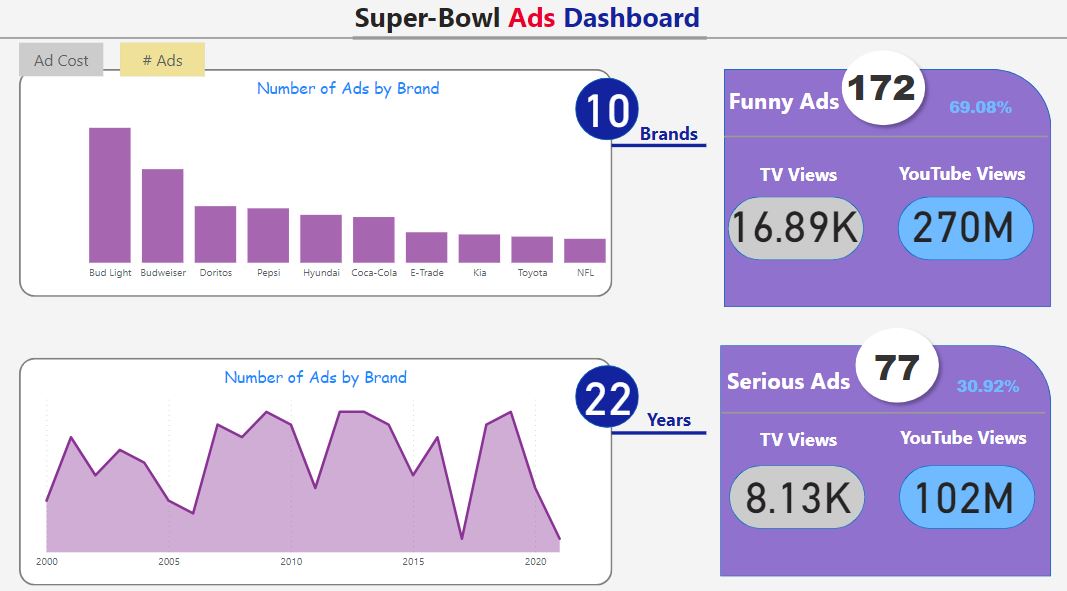 Super-Bowl Ads Dashboard
Ad Cost
# Ads
Number of Ads by Brand
Bud Light Budweiser Doritos Pepsi Hyundai Coca-Cola E-Trade Kia Toyota NFL
10
Brands
Funny Ads 172 69.08%
TV Views YouTube Views
16.89K 270M
Number of Ads by Brand
2000 2005 2010 2015 2020
22
Years
Serious Ads 77 30.92%
TV Views YouTube Views
8.13K 102M